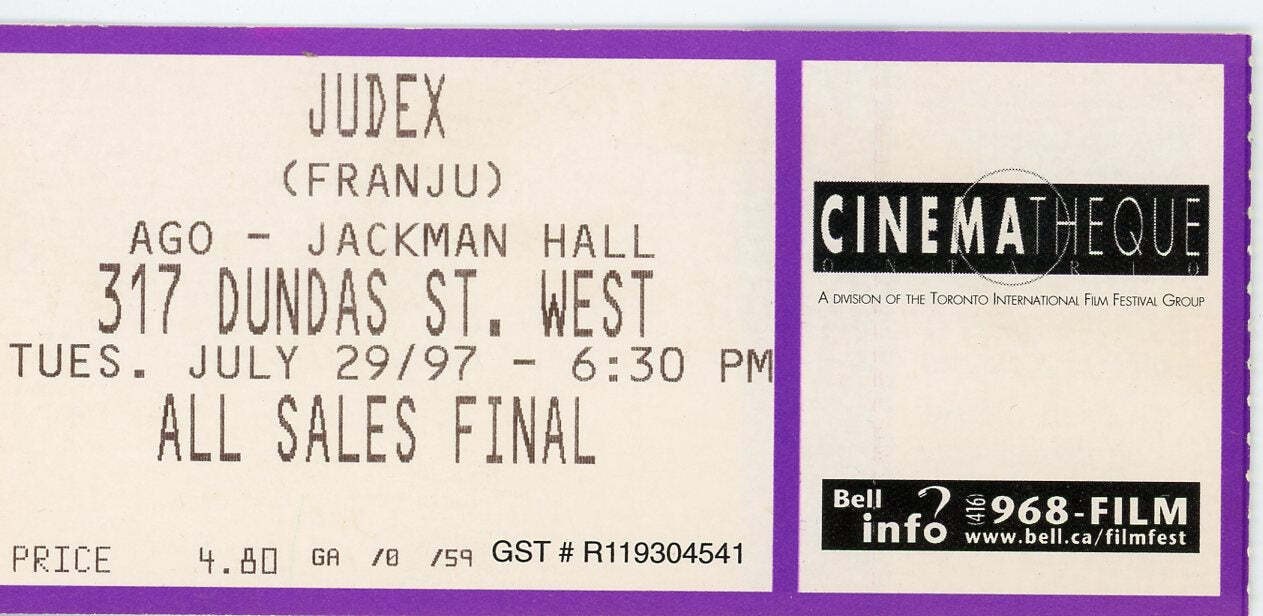 JUDEX
(FRANJU)
AGO - JACKMAN HALL
317 DUNDAS ST. WEST
TUES. JULY 29/97 - 6:30 PM
ALL SALES FINAL
PRICE 4.80 GA /0 /59 GST # R119304541
CINEMATHEQUE
ONTARIO
A DIVISION OF THE TORONTO INTERNATIONAL FILM FESTIVAL GROUP
Bell info (416) 968-FILM
www.bell.ca/filmfest